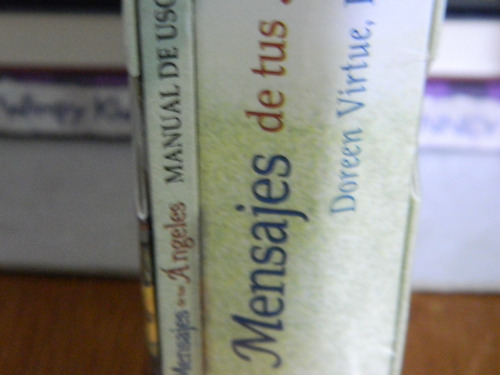 Mensajes de tus Ángeles MANUAL DE USO
Mensajes de tus
Doreen Virtue,